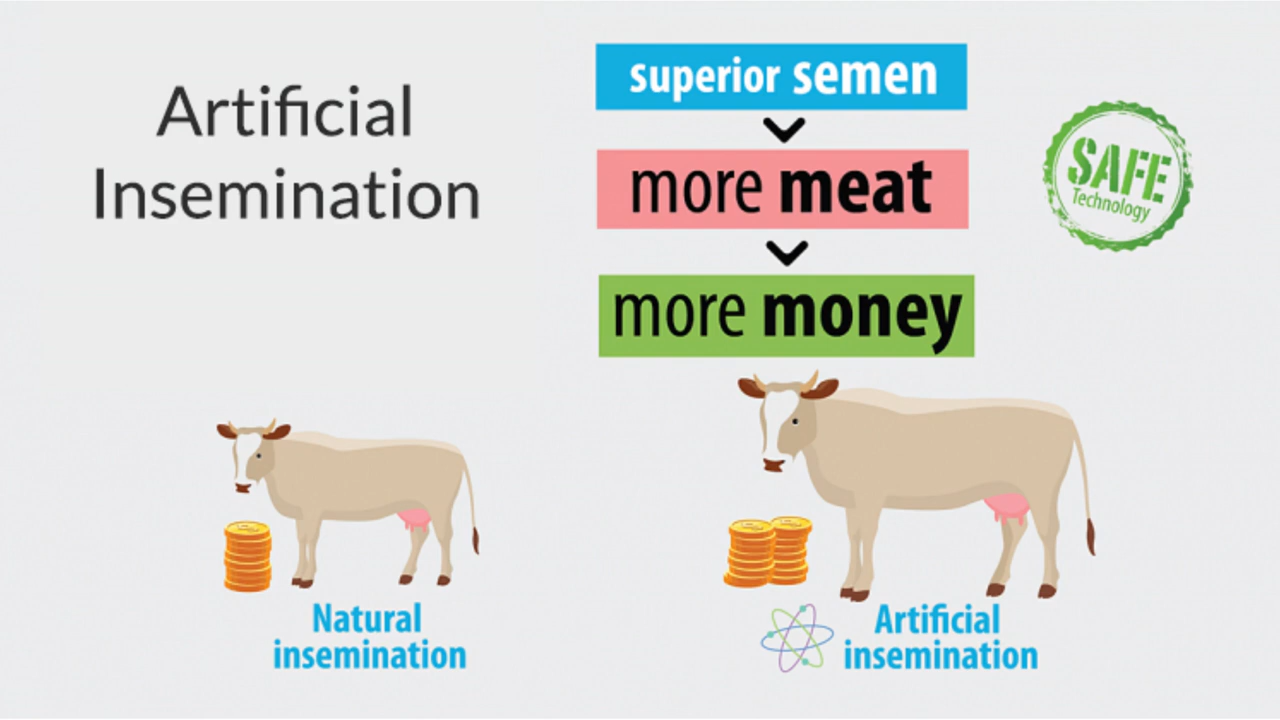 Artificial
Insemination
superior semen
more meat
more money
SAFE
Technology
Natural
insemination
Artificial
insemination